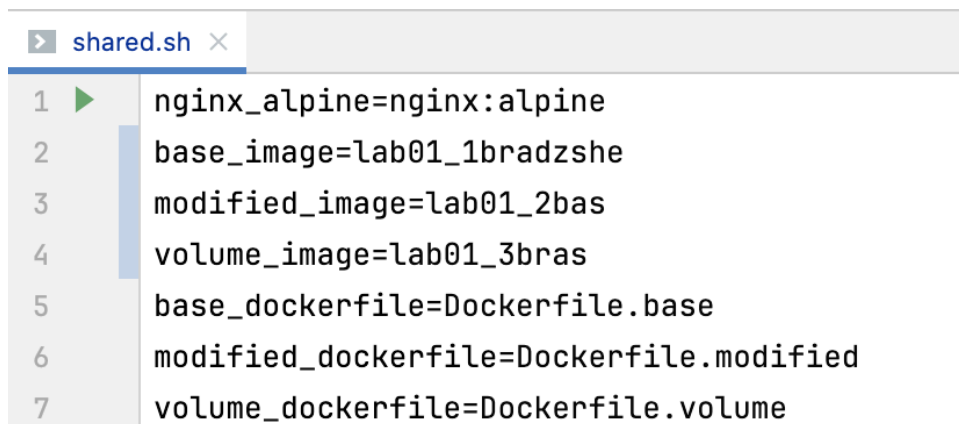 shared.sh
1 nginx_alpine=nginx:alpine
2 base_image=lab01_1bradzshe
3 modified_image=lab01_2bas
4 volume_image=lab01_3bras
5 base_dockerfile=Dockerfile.base
6 modified_dockerfile=Dockerfile.modified
7 volume_dockerfile=Dockerfile.volume